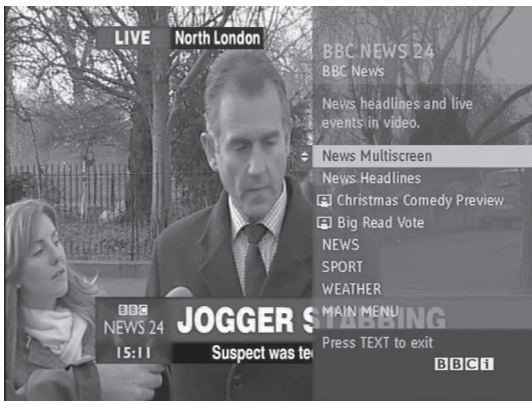 LIVE North London
BBC NEWS 24
BBC News
News headlines and live
events in video.
News Multiscreen
News Headlines
Christmas Comedy Preview
Big Read Vote
NEWS
SPORT
WEATHER
MAIN MENU
Press TEXT to exit
BBCi
BBC
NEWS 24
15:11
JOGGER STABBING
Suspect was